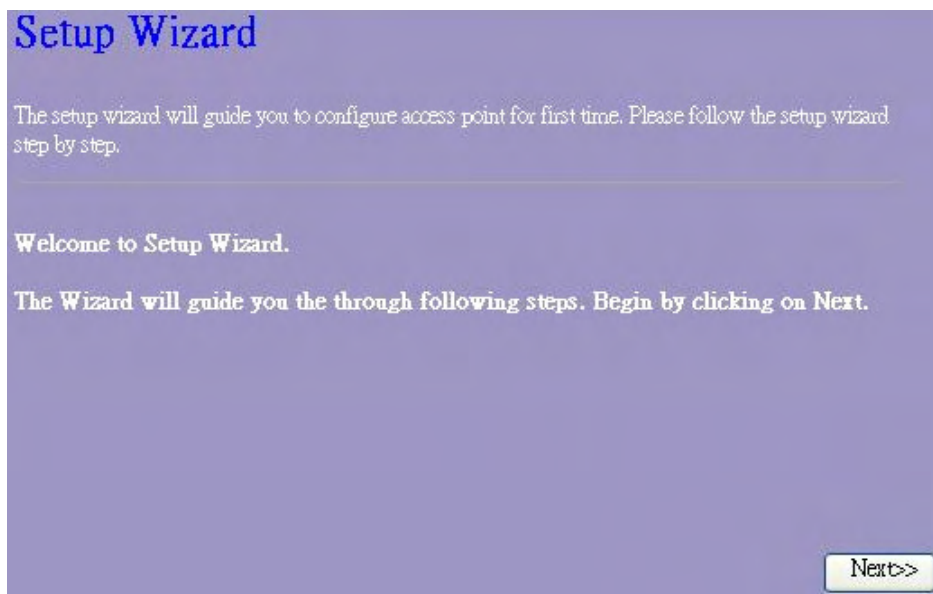 Setup Wizard
The setup wizard will guide you to configure access point for first time. Please follow the setup wizard
step by step.
Welcome to Setup Wizard.
The Wizard will guide you the through following steps. Begin by clicking on Next.
Next>>